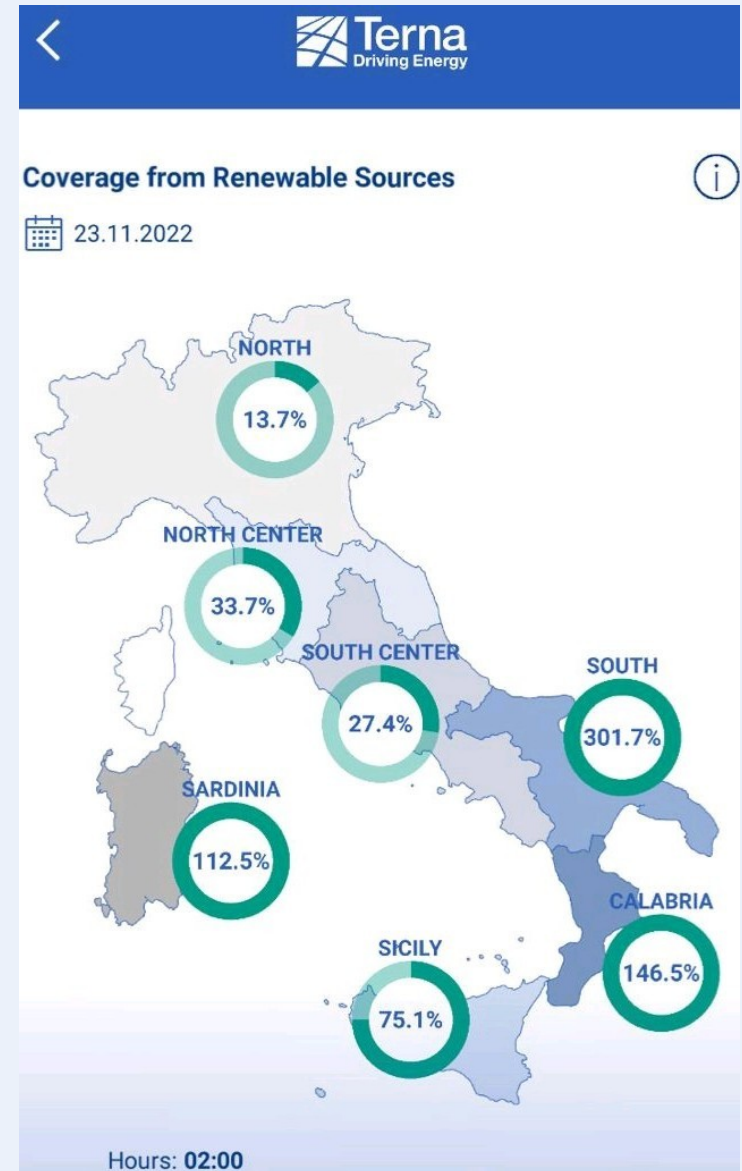 Terna
Driving Energy
Coverage from Renewable Sources
i
23.11.2022
NORTH
13.7%
NORTH CENTER
33.7%
SOUTH CENTER
27.4%
SOUTH
301.7%
SARDINIA
112.5%
CALABRIA
146.5%
SICILY
75.1%
Hours: 02:00